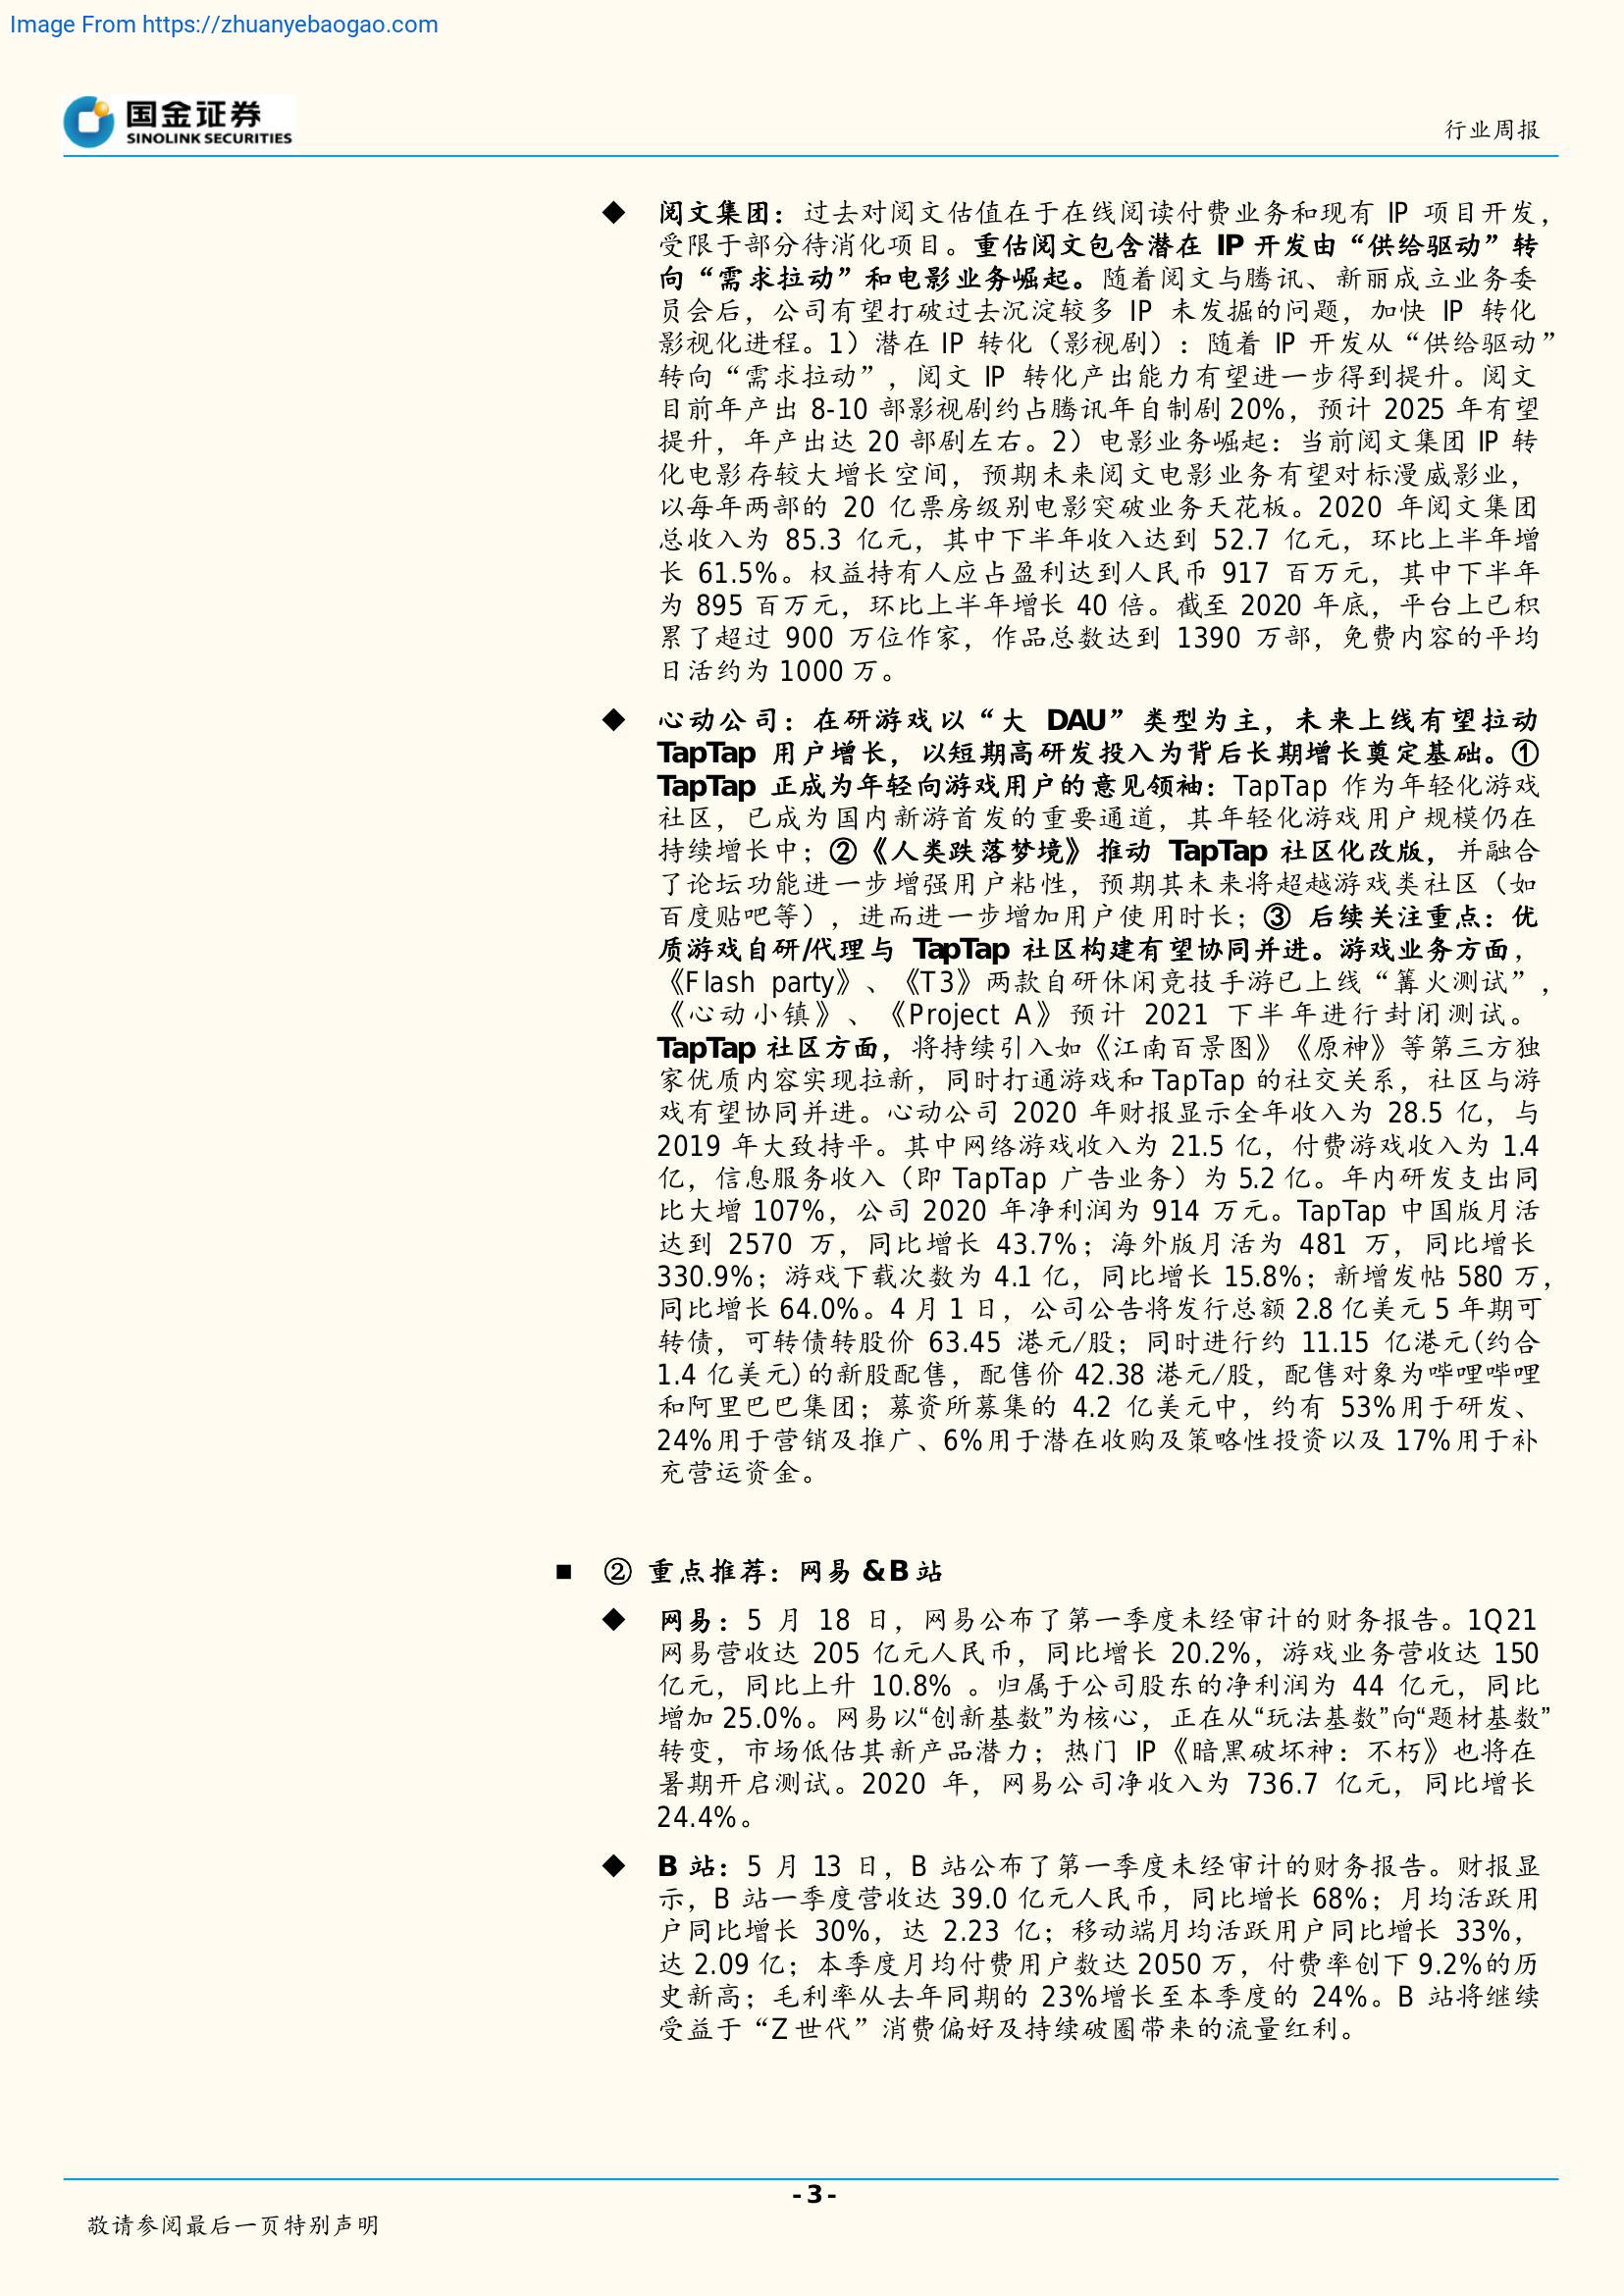 Image From https://zhuanyebaogao.com
国金证券
SINOLINK SECURITIES
行业周报
◆ 阅文集团：过去对阅文估值在于在线阅读付费业务和现有 IP 项目开发，
受限于部分待消化项目。重估阅文包含潜在 IP 开发由“供给驱动”转
向“需求拉动”和电影业务崛起。随着阅文与腾讯、新丽成立业务委
员会后，公司有望打破过去沉淀较多 IP 未发掘的问题，加快 IP 转化
影视化进程。1）潜在 IP 转化（影视剧）：随着 IP 开发从“供给驱动”
转向“需求拉动”，阅文 IP 转化产出能力有望进一步得到提升。阅文
目前年产出 8-10 部影视剧约占腾讯年自制剧 20%，预计 2025 年有望
提升，年产出达 20 部剧左右。2）电影业务崛起：当前阅文集团 IP 转
化电影存较大增长空间，预期未来阅文电影业务有望对标漫威影业，
以每年两部的 20 亿票房级别电影突破业务天花板。2020 年阅文集团
总收入为 85.3 亿元，其中下半年收入达到 52.7 亿元，环比上半年增
长 61.5%。权益持有人应占盈利达到人民币 917 百万元，其中下半年
为 895 百万元，环比上半年增长 40 倍。截至 2020 年底，平台上已积
累了超过 900 万位作家，作品总数达到 1390 万部，免费内容的平均
日活约为 1000 万。
◆ 心动公司：在研游戏以“大 DAU”类型为主，未来上线有望拉动
TapTap 用户增长，以短期高研发投入为背后长期增长奠定基础。①
TapTap 正成为年轻向游戏用户的意见领袖：TapTap 作为年轻化游戏
社区，已成为国内新游首发的重要通道，其年轻化游戏用户规模仍在
持续增长中；②《人类跌落梦境》推动 TapTap 社区化改版，并融合
了论坛功能进一步增强用户粘性，预期其未来将超越游戏类社区（如
百度贴吧等），进而进一步增加用户使用时长；③ 后续关注重点：优
质游戏自研/代理与 TapTap 社区构建有望协同并进。游戏业务方面，
《Flash party》、《T3》两款自研休闲竞技手游已上线“篝火测试”，
《心动小镇》、《Project A》预计 2021 下半年进行封闭测试。
TapTap 社区方面，将持续引入如《江南百景图》《原神》等第三方独
家优质内容实现拉新，同时打通游戏和 TapTap 的社交关系，社区与游
戏有望协同并进。心动公司 2020 年财报显示全年收入为 28.5 亿，与
2019 年大致持平。其中网络游戏收入为 21.5 亿，付费游戏收入为 1.4
亿，信息服务收入（即 TapTap 广告业务）为 5.2 亿。年内研发支出同
比大增 107%，公司 2020 年净利润为 914 万元。TapTap 中国版月活
达到 2570 万，同比增长 43.7%；海外版月活为 481 万，同比增长
330.9%；游戏下载次数为 4.1 亿，同比增长 15.8%；新增发帖 580 万，
同比增长 64.0%。4 月 1 日，公司公告将发行总额 2.8 亿美元 5 年期可
转债，可转债转股价 63.45 港元/股；同时进行约 11.15 亿港元(约合
1.4 亿美元)的新股配售，配售价 42.38 港元/股，配售对象为哔哩哔哩
和阿里巴巴集团；募资所募集的 4.2 亿美元中，约有 53%用于研发、
24%用于营销及推广、6%用于潜在收购及策略性投资以及 17%用于补
充营运资金。
■ ② 重点推荐：网易 &B 站
◆ 网易：5 月 18 日，网易公布了第一季度未经审计的财务报告。1Q21
网易营收达 205 亿元人民币，同比增长 20.2%，游戏业务营收达 150
亿元，同比上升 10.8% 。归属于公司股东的净利润为 44 亿元，同比
增加 25.0%。网易以“创新基数”为核心，正在从“玩法基数”向“题材基数”
转变，市场低估其新产品潜力；热门 IP《暗黑破坏神：不朽》也将在
暑期开启测试。2020 年，网易公司净收入为 736.7 亿元，同比增长
24.4%。
◆ B 站：5 月 13 日，B 站公布了第一季度未经审计的财务报告。财报显
示，B 站一季度营收达 39.0 亿元人民币，同比增长 68%；月均活跃用
户同比增长 30%，达 2.23 亿；移动端月均活跃用户同比增长 33%，
达 2.09 亿；本季度月均付费用户数达 2050 万，付费率创下 9.2%的历
史新高；毛利率从去年同期的 23%增长至本季度的 24%。B 站将继续
受益于“Z 世代”消费偏好及持续破圈带来的流量红利。
- 3 -
敬请参阅最后一页特别声明